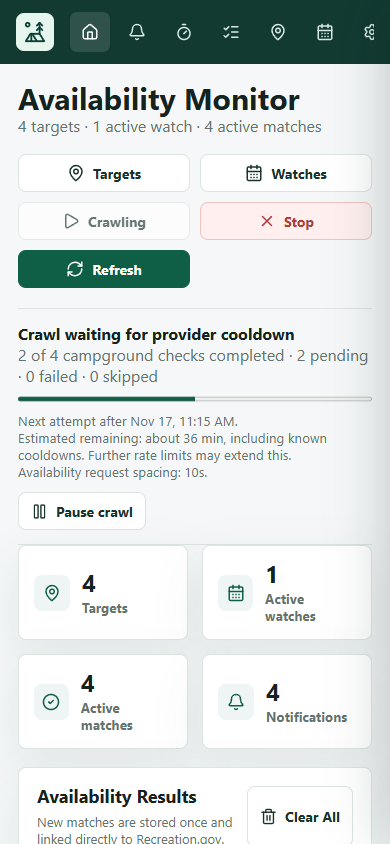 Availability Monitor
4 targets · 1 active watch · 4 active matches
Targets
Watches
Crawling
Stop
Refresh
Crawl waiting for provider cooldown
2 of 4 campground checks completed · 2 pending
· 0 failed · 0 skipped
Next attempt after Nov 17, 11:15 AM.
Estimated remaining: about 36 min, including known
cooldowns. Further rate limits may extend this.
Availability request spacing: 10s.
Pause crawl
4
Targets
1
Active
watches
4
Active
matches
4
Notifications
Availability Results
Clear All
New matches are stored once and
linked directly to Recreation.gov.